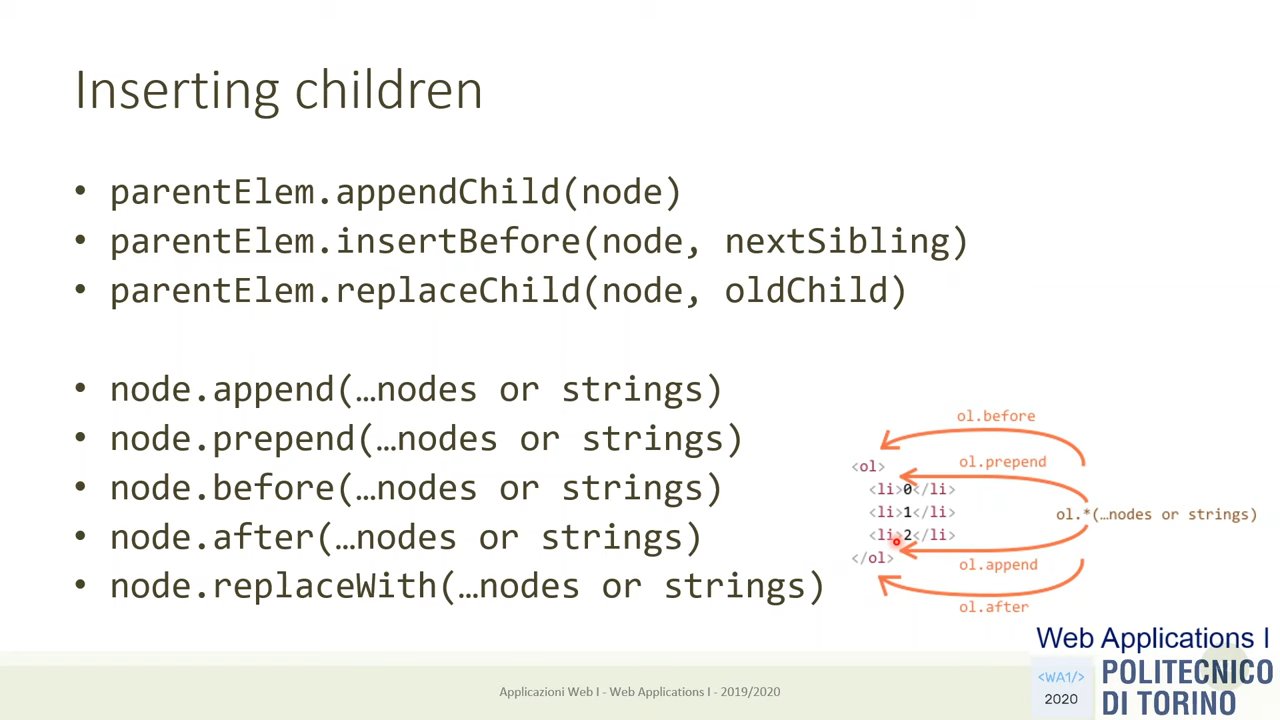 Inserting children
• parentElem.appendChild(node)
• parentElem.insertBefore(node, nextSibling)
• parentElem.replaceChild(node, oldChild)
• node.append(…nodes or strings)
• node.prepend(…nodes or strings)
• node.before(…nodes or strings)
• node.after(…nodes or strings)
• node.replaceWith(…nodes or strings)
ol.before
<ol>
ol.prepend
<li>0</li>
<li>1</li>
ol.*(…nodes or strings)
<li>2</li>
</ol>
ol.append
ol.after
Web Applications I
<WA1/>
2020
POLITECNICO
DI TORINO
Applicazioni Web I - Web Applications I - 2019/2020